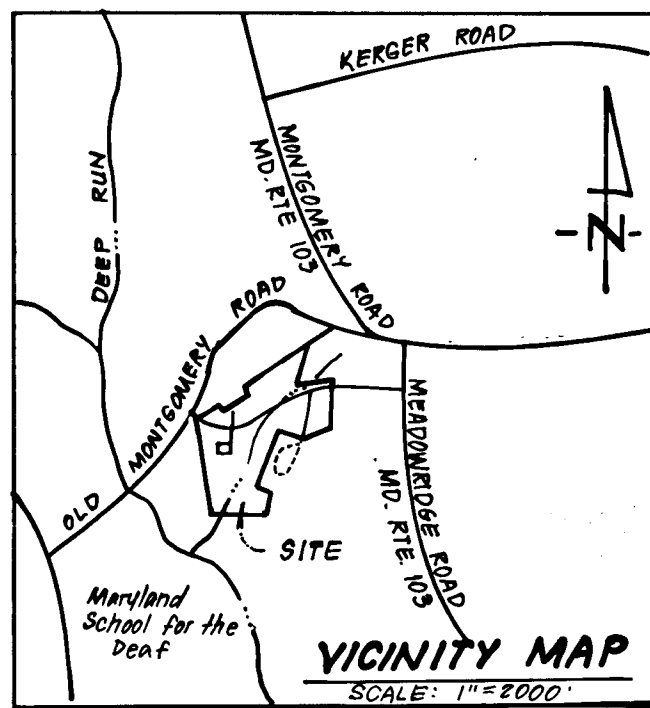 KERGER ROAD
MONTGOMERY ROAD
MD. RTE 103
DEEP RUN
N
OLD MONTGOMERY ROAD
MEADOWRIDGE ROAD
MD. RTE. 103
SITE
Maryland
School for the
Deaf
VICINITY MAP
SCALE: 1"=2000'